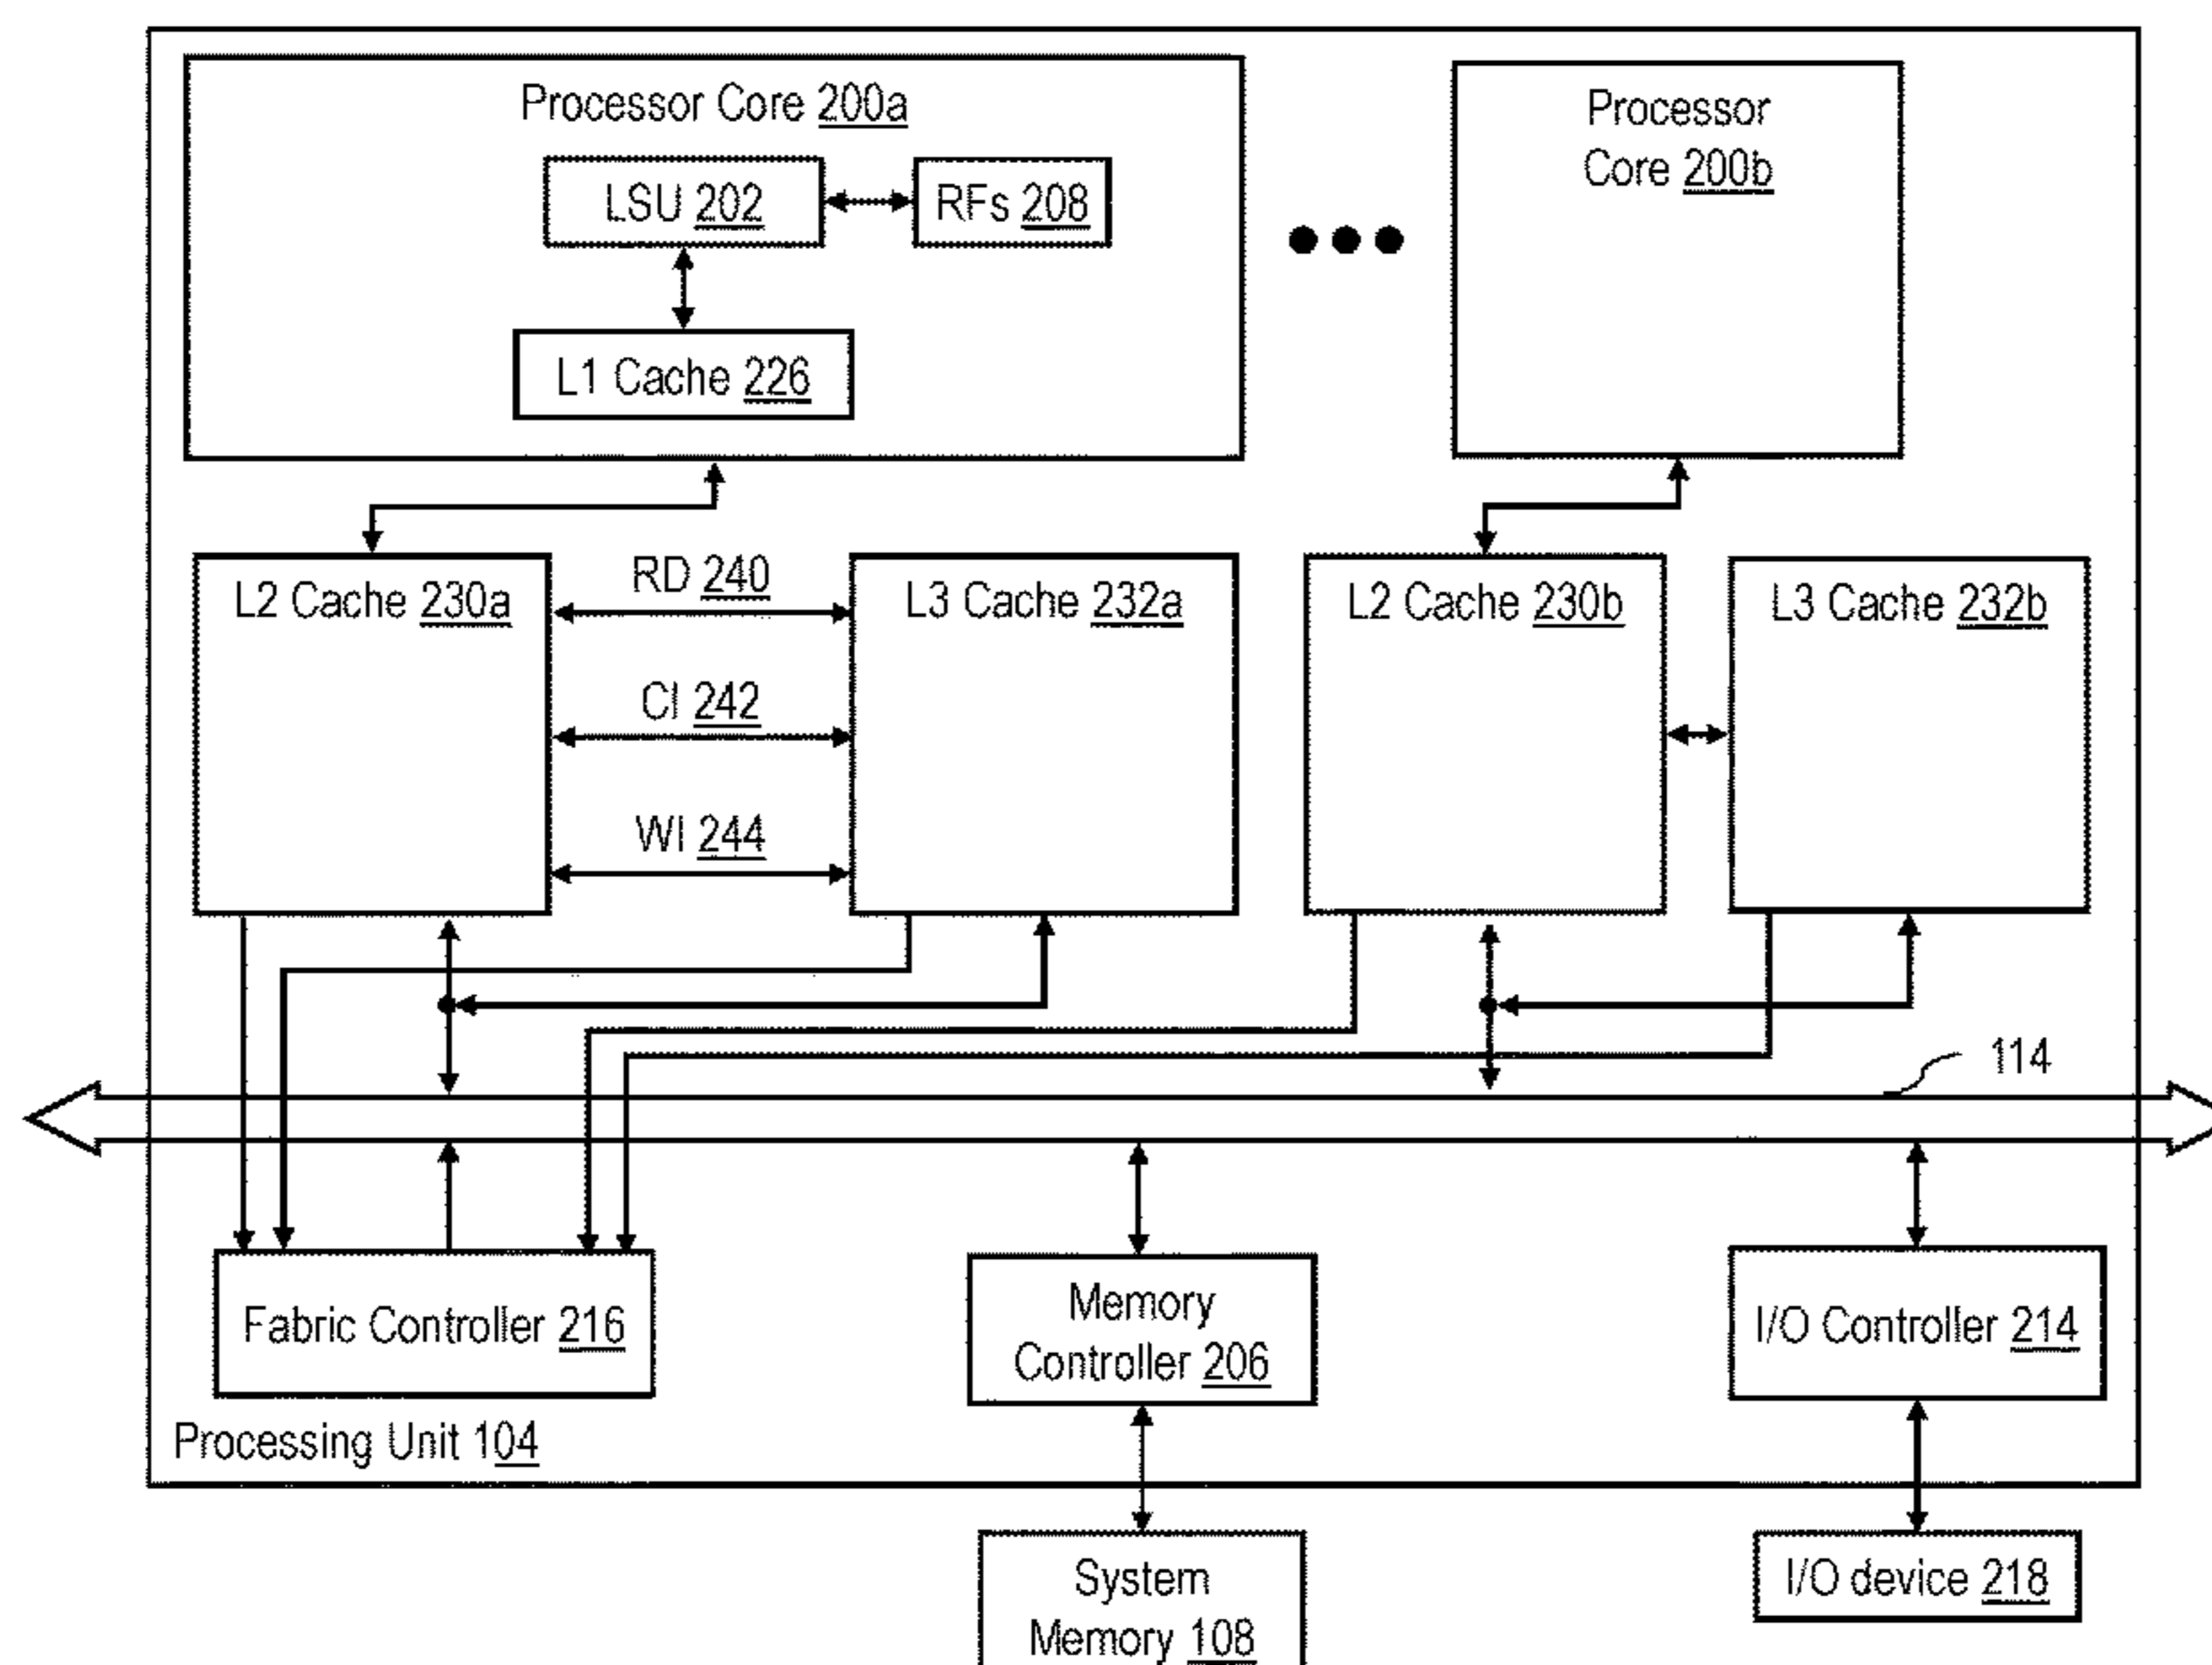 Processor Core 200a
LSU 202
RFs 208
L1 Cache 226
Processor
Core 200b
L2 Cache 230a
RD 240
CI 242
WI 244
L3 Cache 232a
L2 Cache 230b
L3 Cache 232b
114
Fabric Controller 216
Memory
Controller 206
I/O Controller 214
Processing Unit 104
System
Memory 108
I/O device 218